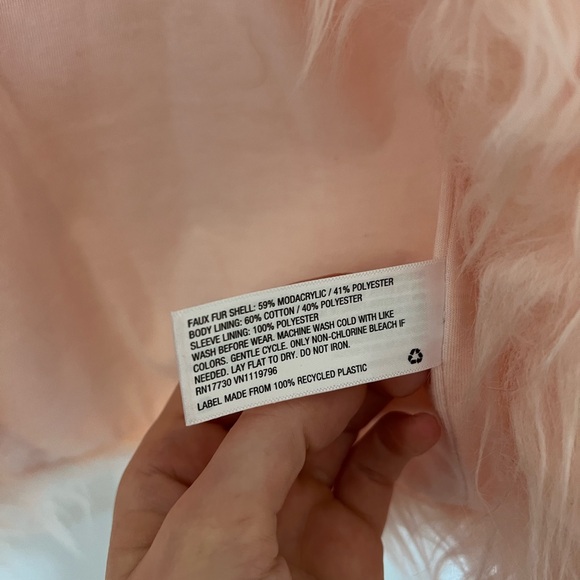 FAUX FUR SHELL: 59% MODACRYLIC / 41% POLYESTER
BODY LINING: 60% COTTON / 40% POLYESTER
SLEEVE LINING: 100% POLYESTER
WASH BEFORE WEAR. MACHINE WASH COLD WITH LIKE
COLORS. GENTLE CYCLE. ONLY NON-CHLORINE BLEACH IF
NEEDED. LAY FLAT TO DRY. DO NOT IRON.
RN17730 VN1119796
LABEL MADE FROM 100% RECYCLED PLASTIC